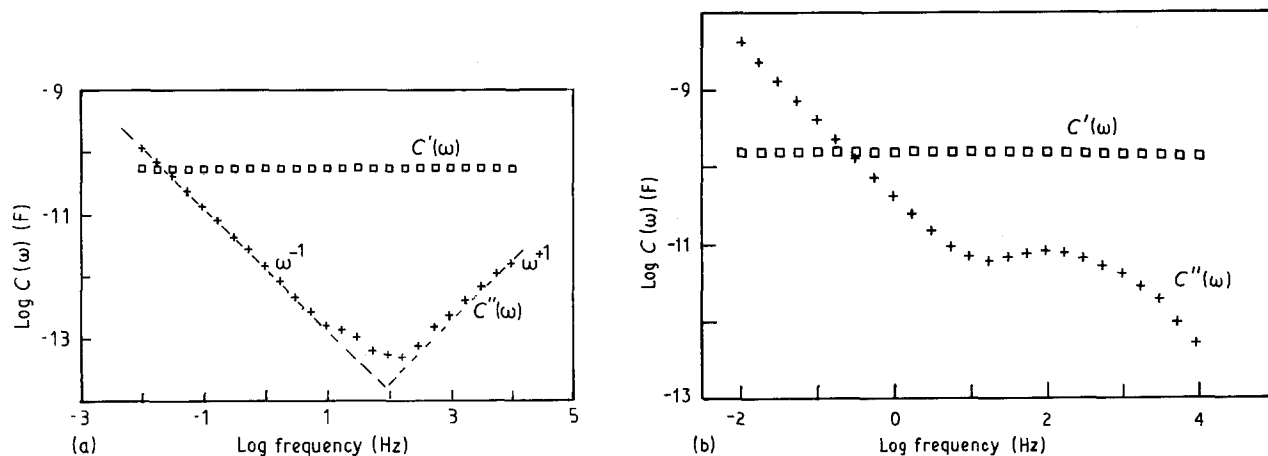 -9
-11
-13
Log C (ω) (F)
C′(ω)
ω⁻¹
ω¹
C″(ω)
-3
-1
1
3
5
(a)
Log frequency (Hz)
-9
-11
-13
Log C (ω) (F)
C′(ω)
C″(ω)
-2
0
2
4
(b)
Log frequency (Hz)